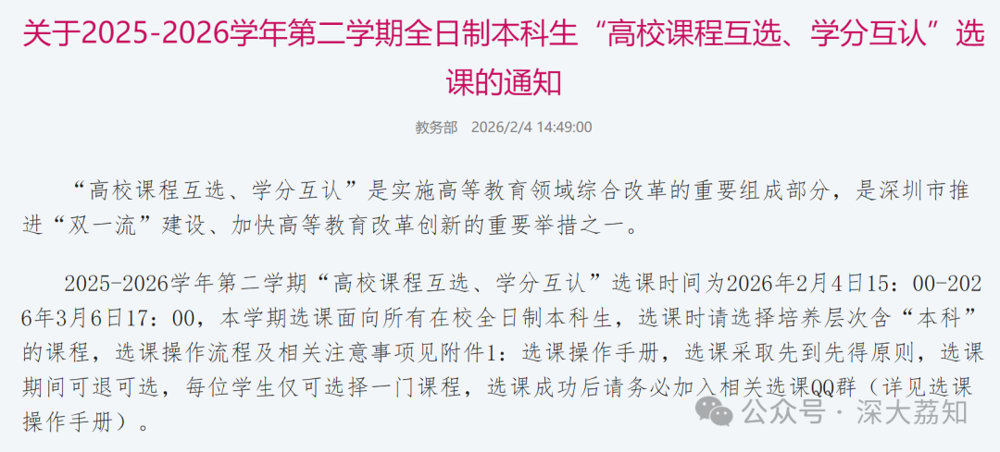 关于2025-2026学年第二学期全日制本科生“高校课程互选、学分互认”选
课的通知
教务部 2026/2/4 14:49:00
“高校课程互选、学分互认”是实施高等教育领域综合改革的重要组成部分，是深圳市推
进“双一流”建设、加快高等教育改革创新的重要举措之一。
2025-2026学年第二学期“高校课程互选、学分互认”选课时间为2026年2月4日15：00-202
6年3月6日17：00，本学期选课面向所有在校全日制本科生，选课时请选择培养层次含“本科”
的课程，选课操作流程及相关注意事项见附件1：选课操作手册，选课采取先到先得原则，选课
期间可退可选，每位学生仅可选择一门课程，选课成功后请务必加入相关选课QQ群（详见选课
操作手册）。
公众号·深大荔知